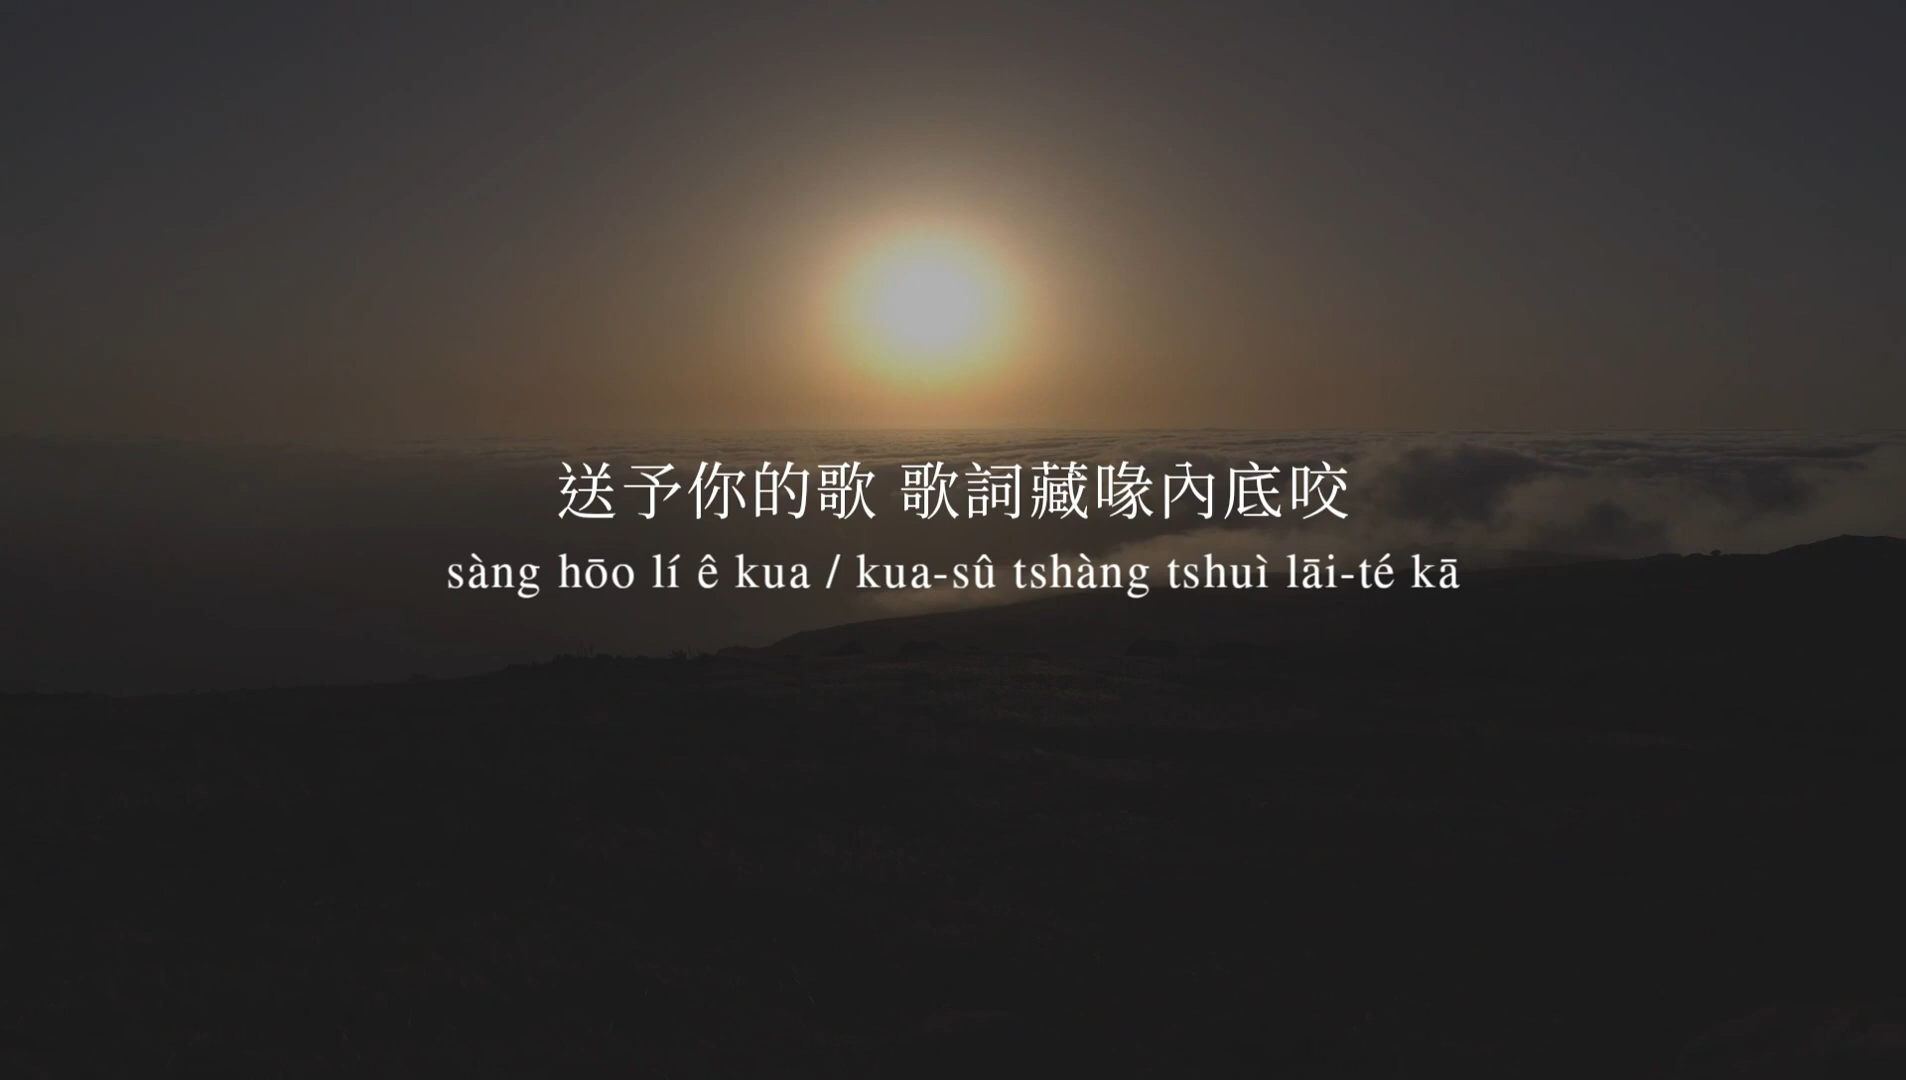 送予你的歌 歌詞藏喙內底咬
sàng hōo lí ê kua / kua-sû tshàng tshuì lāi-té kā